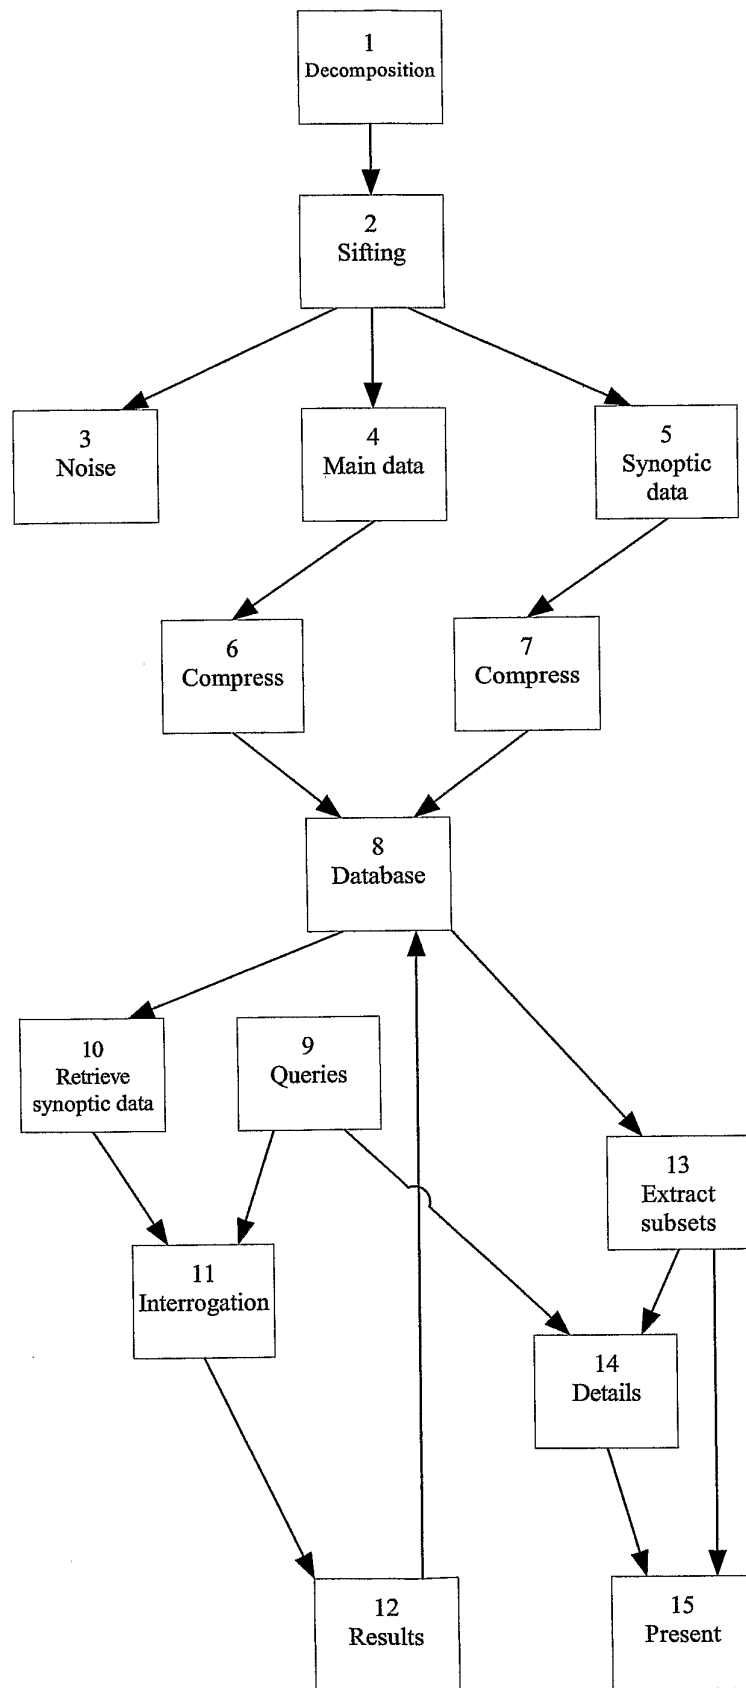 1
Decomposition
2
Sifting
3
Noise
4
Main data
5
Synoptic
data
6
Compress
7
Compress
8
Database
10
Retrieve
synoptic data
9
Queries
13
Extract
subsets
11
Interrogation
14
Details
12
Results
15
Present